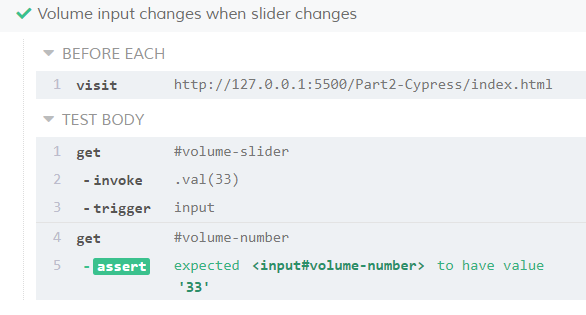 Volume input changes when slider changes
BEFORE EACH
1 visit http://127.0.0.1:5500/Part2-Cypress/index.html
TEST BODY
1 get #volume-slider
2 -invoke .val(33)
3 -trigger input
4 get #volume-number
5 -assert expected <input#volume-number> to have value
'33'